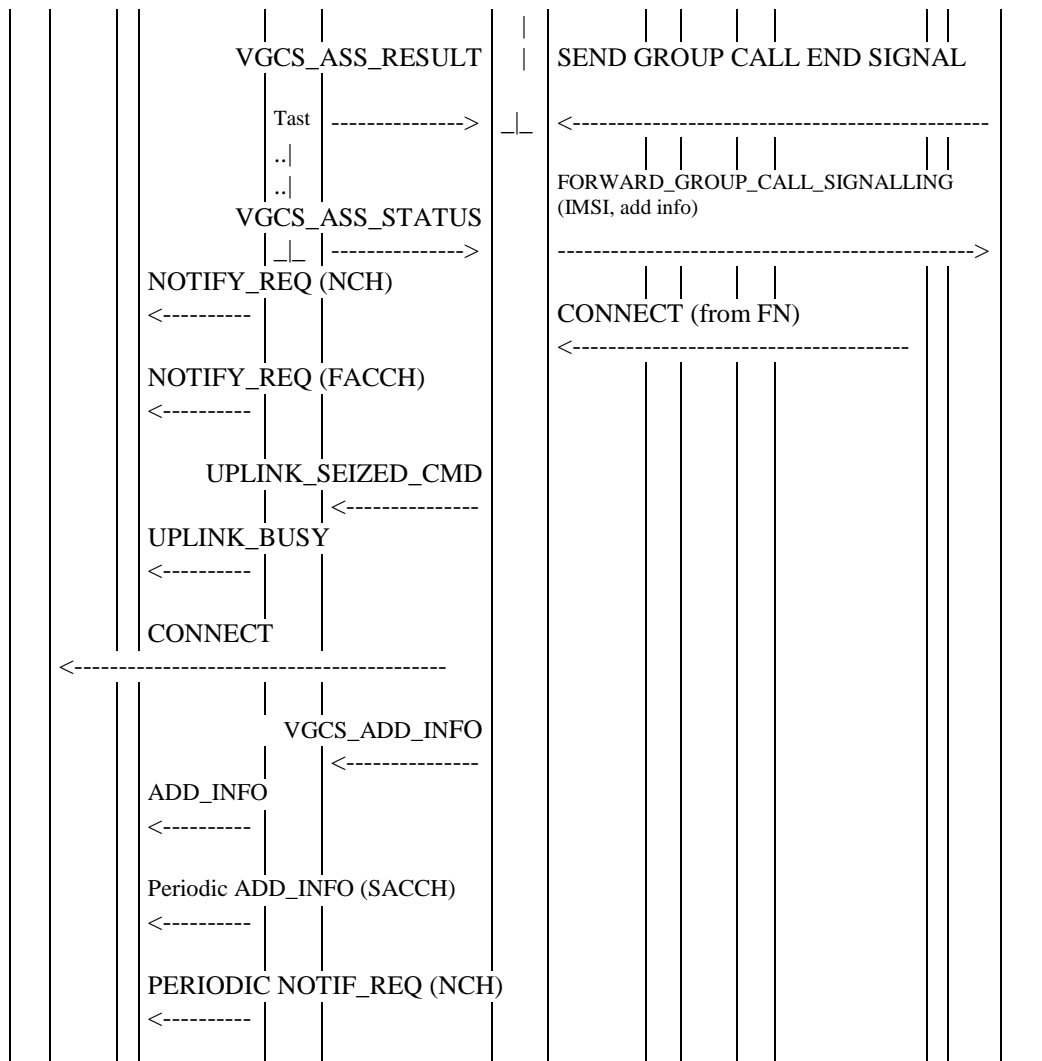 VGCS_ASS_RESULT
SEND GROUP CALL END SIGNAL
Tast
FORWARD_GROUP_CALL_SIGNALLING
(IMSI, add info)
VGCS_ASS_STATUS
NOTIFY_REQ (NCH)
CONNECT (from FN)
NOTIFY_REQ (FACCH)
UPLINK_SEIZED_CMD
UPLINK_BUSY
CONNECT
VGCS_ADD_INFO
ADD_INFO
Periodic ADD_INFO (SACCH)
PERIODIC NOTIF_REQ (NCH)